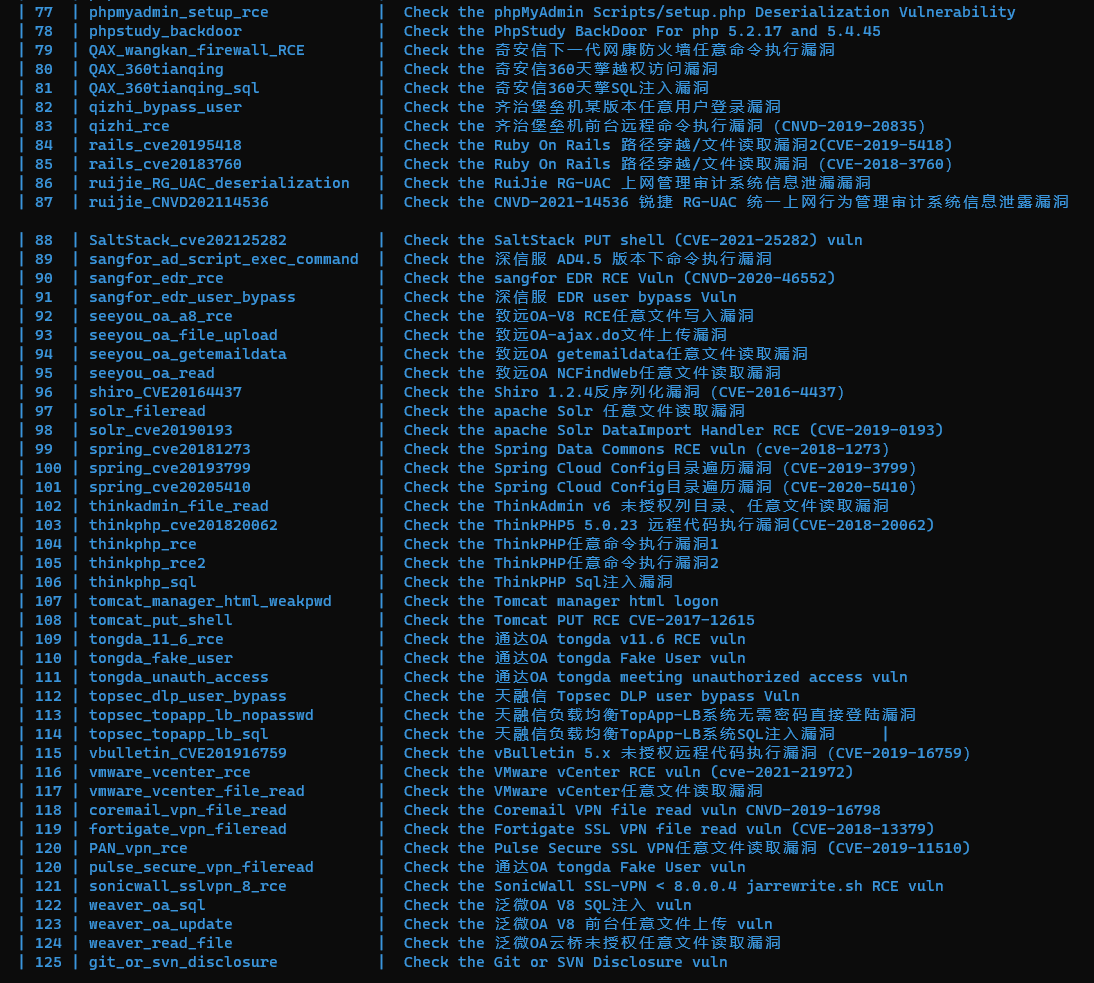 | 77 | phpmyadmin_setup_rce | Check the phpMyAdmin Scripts/setup.php Deserialization Vulnerability
| 78 | phpstudy_backdoor | Check the PhpStudy BackDoor For php 5.2.17 and 5.4.45
| 79 | QAX_wangkan_firewall_RCE | Check the 奇安信下一代网康防火墙任意命令执行漏洞
| 80 | QAX_360tianqing | Check the 奇安信360天擎越权访问漏洞
| 81 | QAX_360tianqing_sql | Check the 奇安信360天擎SQL注入漏洞
| 82 | qizhi_bypass_user | Check the 齐治堡垒机某版本任意用户登录漏洞
| 83 | qizhi_rce | Check the 齐治堡垒机前台远程命令执行漏洞 (CNVD-2019-20835)
| 84 | rails_cve20195418 | Check the Ruby On Rails 路径穿越/文件读取漏洞2(CVE-2019-5418)
| 85 | rails_cve20183760 | Check the Ruby On Rails 路径穿越/文件读取漏洞 (CVE-2018-3760)
| 86 | ruijie_RG_UAC_deserialization | Check the RuiJie RG-UAC 上网管理审计系统信息泄漏漏洞
| 87 | ruijie_CNVD202114536 | Check the CNVD-2021-14536 锐捷 RG-UAC 统一上网行为管理审计系统信息泄露漏洞
| 88 | SaltStack_cve202125282 | Check the SaltStack PUT shell (CVE-2021-25282) vuln
| 89 | sangfor_ad_script_exec_command | Check the 深信服 AD4.5 版本下命令执行漏洞
| 90 | sangfor_edr_rce | Check the sangfor EDR RCE Vuln (CNVD-2020-46552)
| 91 | sangfor_edr_user_bypass | Check the 深信服 EDR user bypass Vuln
| 92 | seeyou_oa_a8_rce | Check the 致远OA-V8 RCE任意文件写入漏洞
| 93 | seeyou_oa_file_upload | Check the 致远OA-ajax.do文件上传漏洞
| 94 | seeyou_oa_getemaildata | Check the 致远OA getemaildata任意文件读取漏洞
| 95 | seeyou_oa_read | Check the 致远OA NCFindWeb任意文件读取漏洞
| 96 | shiro_CVE20164437 | Check the Shiro 1.2.4反序列化漏洞 (CVE-2016-4437)
| 97 | solr_fileread | Check the apache Solr 任意文件读取漏洞
| 98 | solr_cve20190193 | Check the apache Solr DataImport Handler RCE (CVE-2019-0193)
| 99 | spring_cve20181273 | Check the Spring Data Commons RCE vuln (cve-2018-1273)
| 100 | spring_cve20193799 | Check the Spring Cloud Config目录遍历漏洞 (CVE-2019-3799)
| 101 | spring_cve20205410 | Check the Spring Cloud Config目录遍历漏洞 (CVE-2020-5410)
| 102 | thinkadmin_file_read | Check the ThinkAdmin v6 未授权列目录、任意文件读取漏洞
| 103 | thinkphp_cve201820062 | Check the ThinkPHP5 5.0.23 远程代码执行漏洞(CVE-2018-20062)
| 104 | thinkphp_rce | Check the ThinkPHP任意命令执行漏洞1
| 105 | thinkphp_rce2 | Check the ThinkPHP任意命令执行漏洞2
| 106 | thinkphp_sql | Check the ThinkPHP Sql注入漏洞
| 107 | tomcat_manager_html_weakpwd | Check the Tomcat manager html logon
| 108 | tomcat_put_shell | Check the Tomcat PUT RCE CVE-2017-12615
| 109 | tongda_11_6_rce | Check the 通达OA tongda v11.6 RCE vuln
| 110 | tongda_fake_user | Check the 通达OA tongda Fake User vuln
| 111 | tongda_unauth_access | Check the 通达OA tongda meeting unauthorized access vuln
| 112 | topsec_dlp_user_bypass | Check the 天融信 Topsec DLP user bypass Vuln
| 113 | topsec_topapp_lb_nopasswd | Check the 天融信负载均衡TopApp-LB系统无需密码直接登陆漏洞
| 114 | topsec_topapp_lb_sql | Check the 天融信负载均衡TopApp-LB系统SQL注入漏洞 |
| 115 | vbulletin_CVE201916759 | Check the vBulletin 5.x 未授权远程代码执行漏洞 (CVE-2019-16759)
| 116 | vmware_vcenter_rce | Check the VMware vCenter RCE vuln (cve-2021-21972)
| 117 | vmware_vcenter_file_read | Check the VMware vCenter任意文件读取漏洞
| 118 | coremail_vpn_file_read | Check the Coremail VPN file read vuln CNVD-2019-16798
| 119 | fortigate_vpn_fileread | Check the Fortigate SSL VPN file read vuln (CVE-2018-13379)
| 120 | PAN_vpn_rce | Check the Pulse Secure SSL VPN任意文件读取漏洞 (CVE-2019-11510)
| 120 | pulse_secure_vpn_fileread | Check the 通达OA tongda Fake User vuln
| 121 | sonicwall_sslvpn_8_rce | Check the SonicWall SSL-VPN < 8.0.0.4 jarrewrite.sh RCE vuln
| 122 | weaver_oa_sql | Check the 泛微OA V8 SQL注入 vuln
| 123 | weaver_oa_update | Check the 泛微OA V8 前台任意文件上传 vuln
| 124 | weaver_read_file | Check the 泛微OA云桥未授权任意文件读取漏洞
| 125 | git_or_svn_disclosure | Check the Git or SVN Disclosure vuln